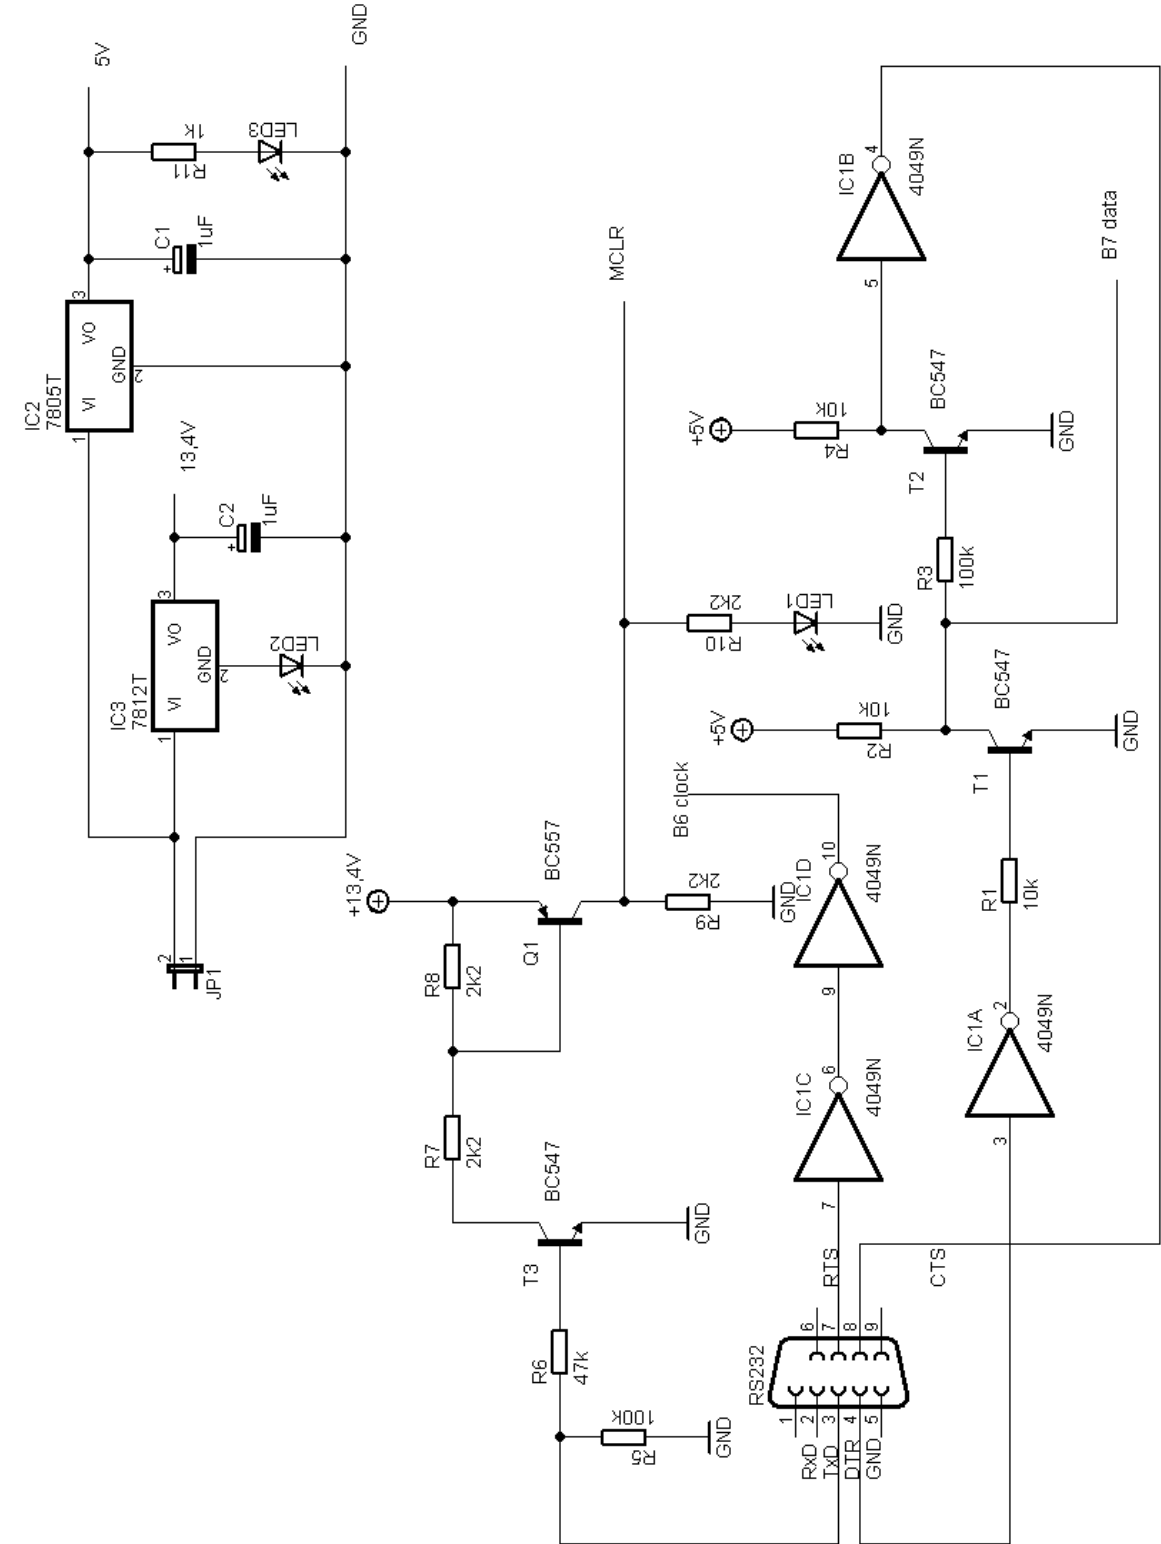 5V
GND
1k
R11
LED3
C1
1uF
+
IC2
7805T
VI
VO
GND
1
2
3
13,4V
C2
1uF
+
IC3
7812T
VI
VO
GND
1
2
3
LED2
JP1
2
1
+13,4V
R8
2k2
Q1
BC557
R7
2k2
T3
BC547
GND
R6
47k
R5
100k
GND
MCLR
R9
2k2
GND
R10
2k2
LED1
GND
B6 clock
IC1D
4049N
9
10
IC1C
4049N
7
6
RTS
CTS
RS232
6
7
8
9
1
2
3
4
5
RxD
TxD
DTR
GND
IC1A
4049N
3
2
R1
10k
T1
BC547
GND
+5V
R2
10k
R3
100k
T2
BC547
GND
+5V
R4
10k
IC1B
4049N
5
4
B7 data